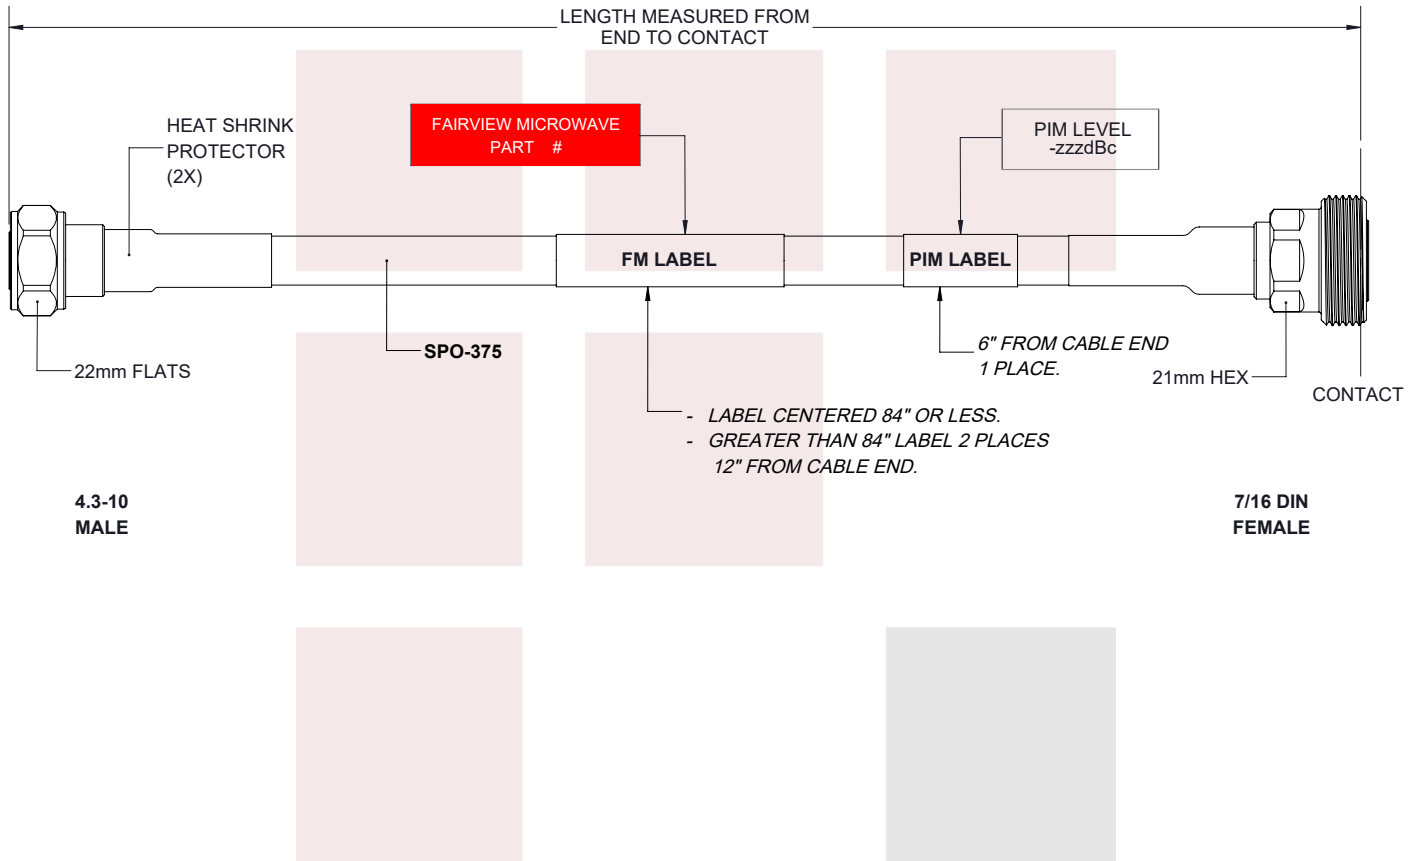 LENGTH MEASURED FROM
END TO CONTACT
HEAT SHRINK
PROTECTOR
(2X)
FAIRVIEW MICROWAVE
PART #
PIM LEVEL
-zzzdBc
FM LABEL
PIM LABEL
22mm FLATS
SPO-375
6" FROM CABLE END
1 PLACE.
21mm HEX
CONTACT
- LABEL CENTERED 84" OR LESS.
- GREATER THAN 84" LABEL 2 PLACES
12" FROM CABLE END.
4.3-10
MALE
7/16 DIN
FEMALE